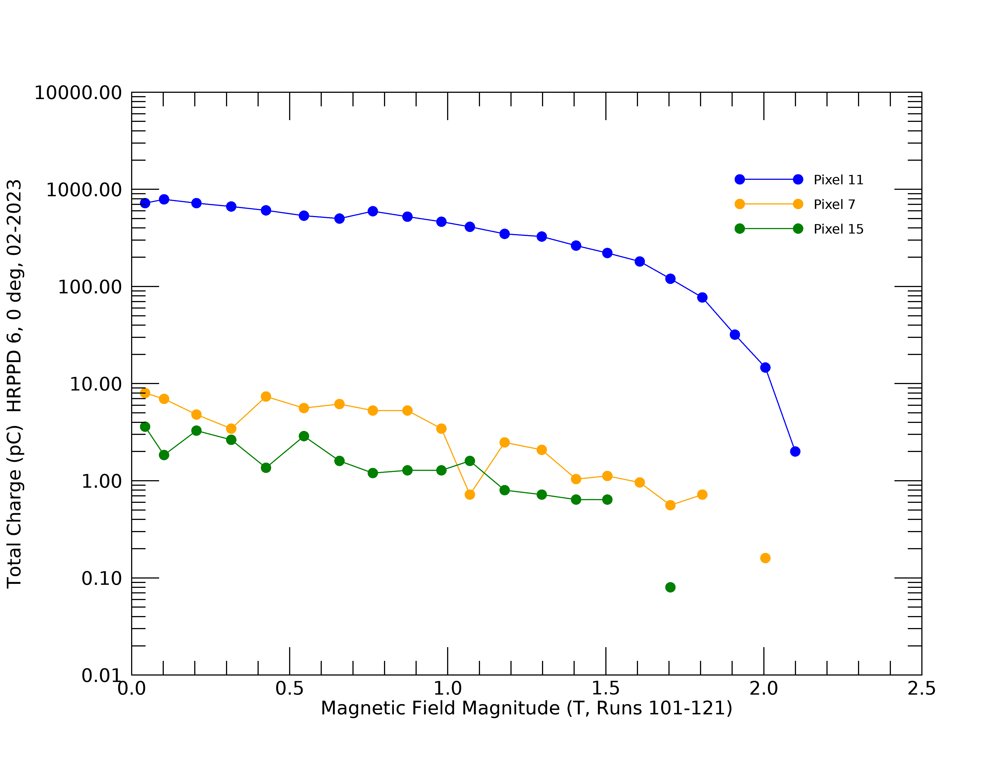 10000.00
1000.00
100.00
10.00
1.00
0.10
0.01
Total Charge (pC)  HRPPD 6, 0 deg, 02-2023
Pixel 11
Pixel 7
Pixel 15
0.0 0.5 1.0 1.5 2.0 2.5
Magnetic Field Magnitude (T, Runs 101-121)